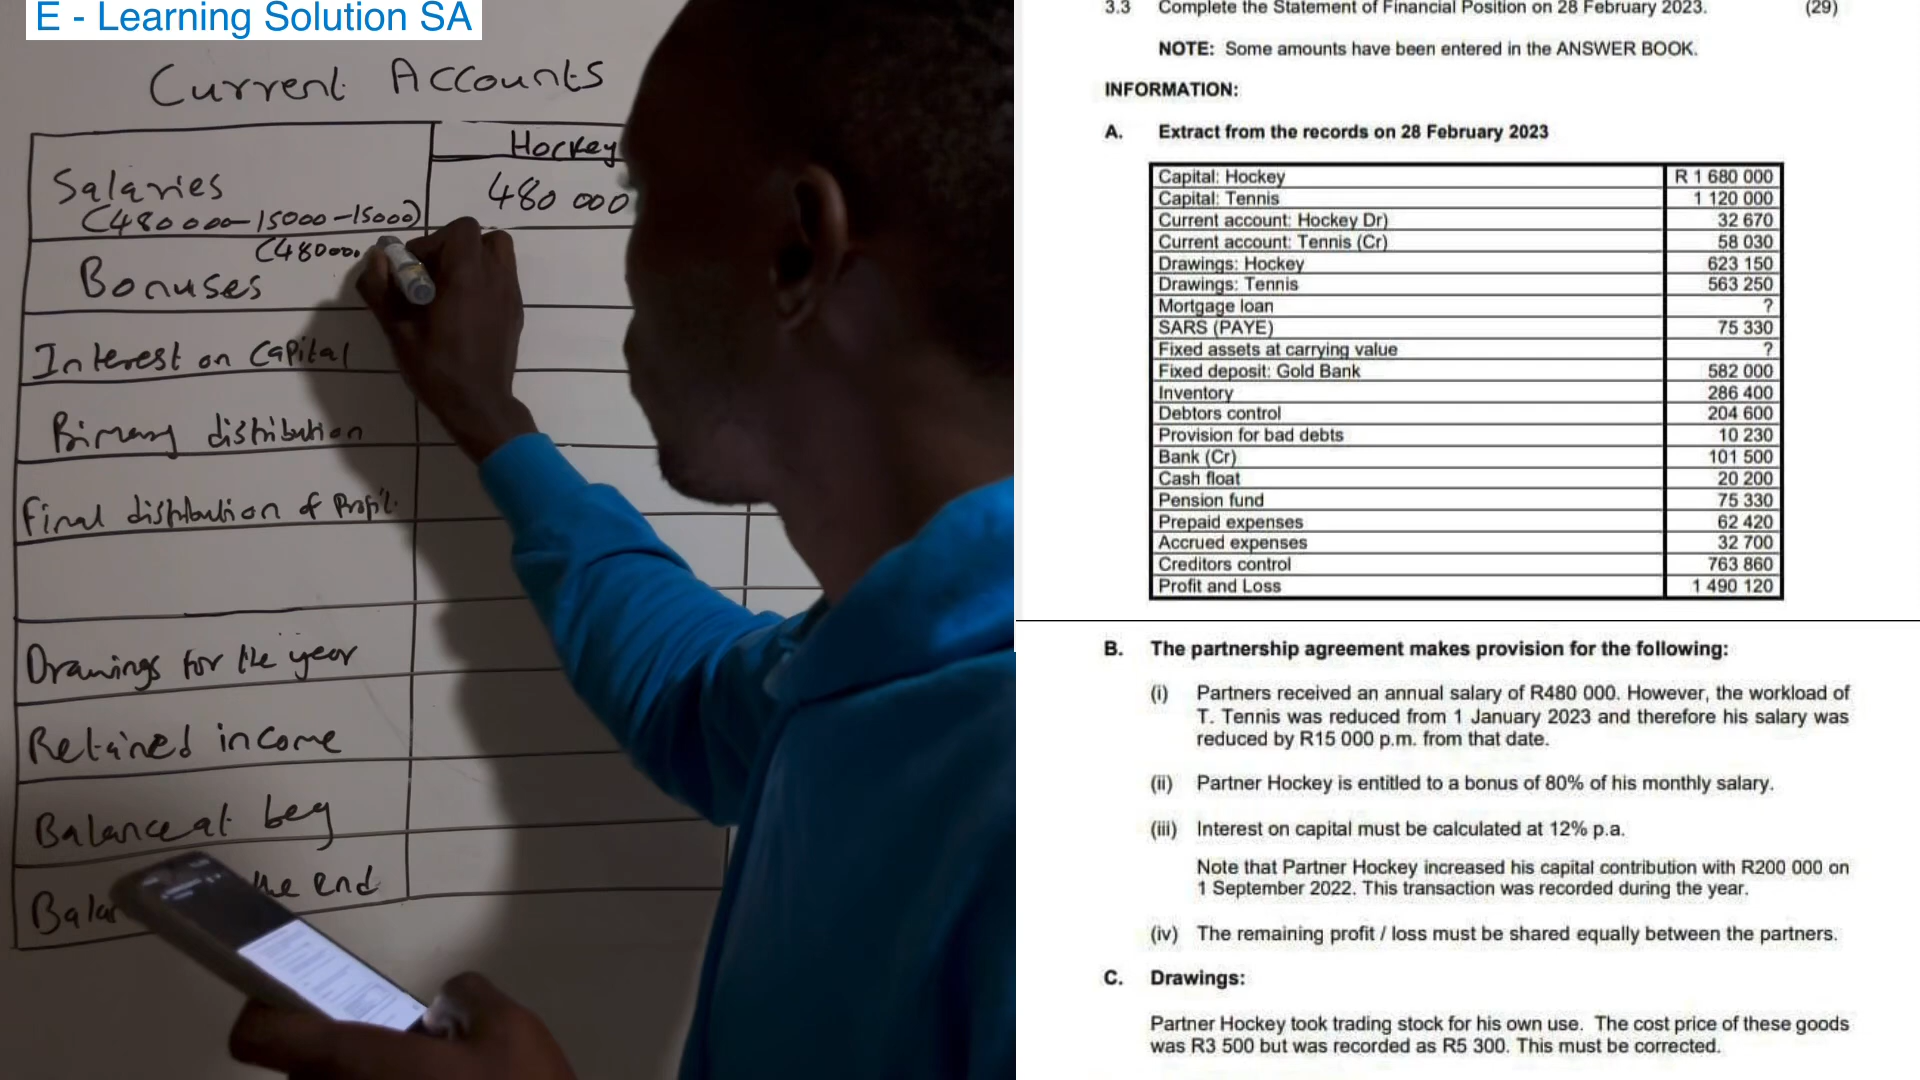 E - Learning Solution SA
Current Accounts
Hockey
Salaries
480 000
(480 000 - 15000 - 15000)
(48000
Bonuses
Interest on Capital
Primary distribution
Final distribution of Profit
Drawings for the year
Retained income
Balance at beg
the end
3.3 Complete the Statement of Financial Position on 28 February 2023. (29)
NOTE: Some amounts have been entered in the ANSWER BOOK.
INFORMATION:
A. Extract from the records on 28 February 2023
Capital: Hockey R 1 680 000
Capital: Tennis 1 120 000
Current account: Hockey Dr) 32 670
Current account: Tennis (Cr) 58 030
Drawings: Hockey 623 150
Drawings: Tennis 563 250
Mortgage loan ?
SARS (PAYE) 75 330
Fixed assets at carrying value ?
Fixed deposit: Gold Bank 582 000
Inventory 286 400
Debtors control 204 600
Provision for bad debts 10 230
Bank (Cr) 101 500
Cash float 20 200
Pension fund 75 330
Prepaid expenses 62 420
Accrued expenses 32 700
Creditors control 763 860
Profit and Loss 1 490 120
B. The partnership agreement makes provision for the following:
(i) Partners received an annual salary of R480 000. However, the workload of
T. Tennis was reduced from 1 January 2023 and therefore his salary was
reduced by R15 000 p.m. from that date.
(ii) Partner Hockey is entitled to a bonus of 80% of his monthly salary.
(iii) Interest on capital must be calculated at 12% p.a.
Note that Partner Hockey increased his capital contribution with R200 000 on
1 September 2022. This transaction was recorded during the year.
(iv) The remaining profit / loss must be shared equally between the partners.
C. Drawings:
Partner Hockey took trading stock for his own use. The cost price of these goods
was R3 500 but was recorded as R5 300. This must be corrected.